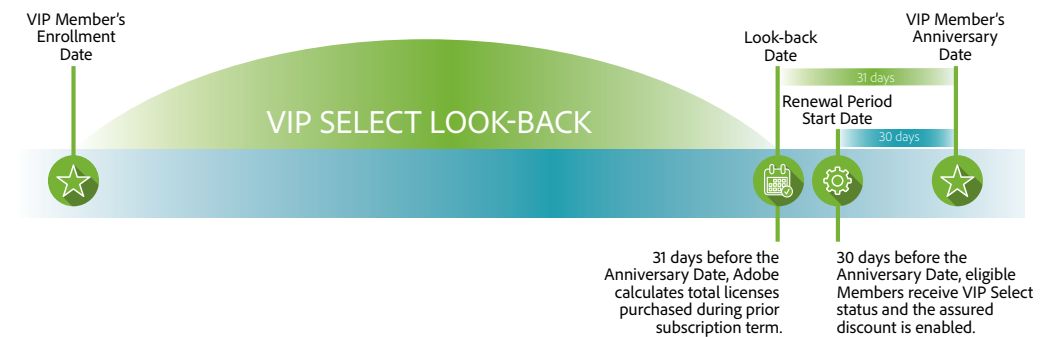 VIP Member's
Enrollment
Date
VIP SELECT LOOK-BACK
Look-back
Date
VIP Member's
Anniversary
Date
31 days
Renewal Period
Start Date
30 days
31 days before the
Anniversary Date, Adobe
calculates total licenses
purchased during prior
subscription term.
30 days before the
Anniversary Date, eligible
Members receive VIP Select
status and the assured
discount is enabled.